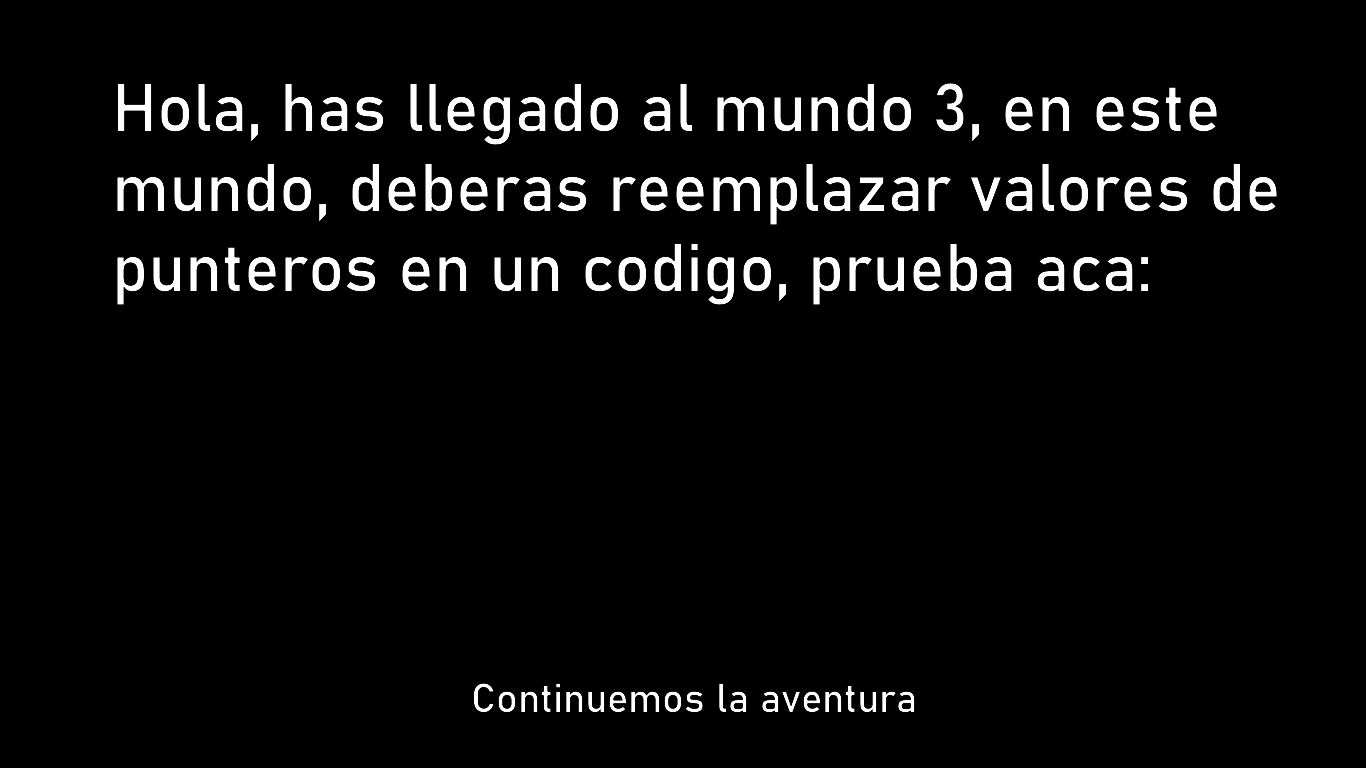 Hola, has llegado al mundo 3, en este
mundo, deberas reemplazar valores de
punteros en un codigo, prueba aca:
Continuemos la aventura